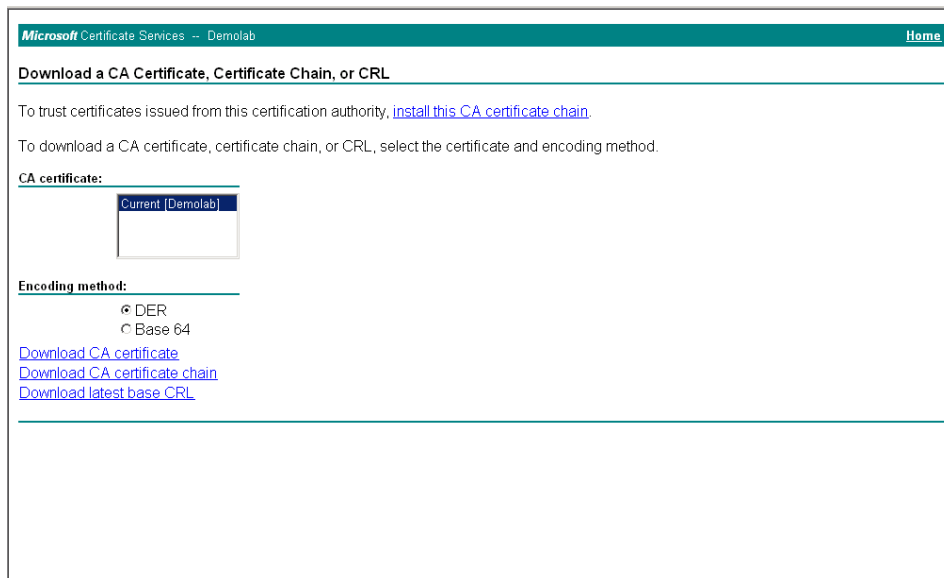 Microsoft Certificate Services -- Demolab Home
Download a CA Certificate, Certificate Chain, or CRL
To trust certificates issued from this certification authority, install this CA certificate chain.
To download a CA certificate, certificate chain, or CRL, select the certificate and encoding method.
CA certificate:
Current [Demolab]
Encoding method:
DER
Base 64
Download CA certificate
Download CA certificate chain
Download latest base CRL